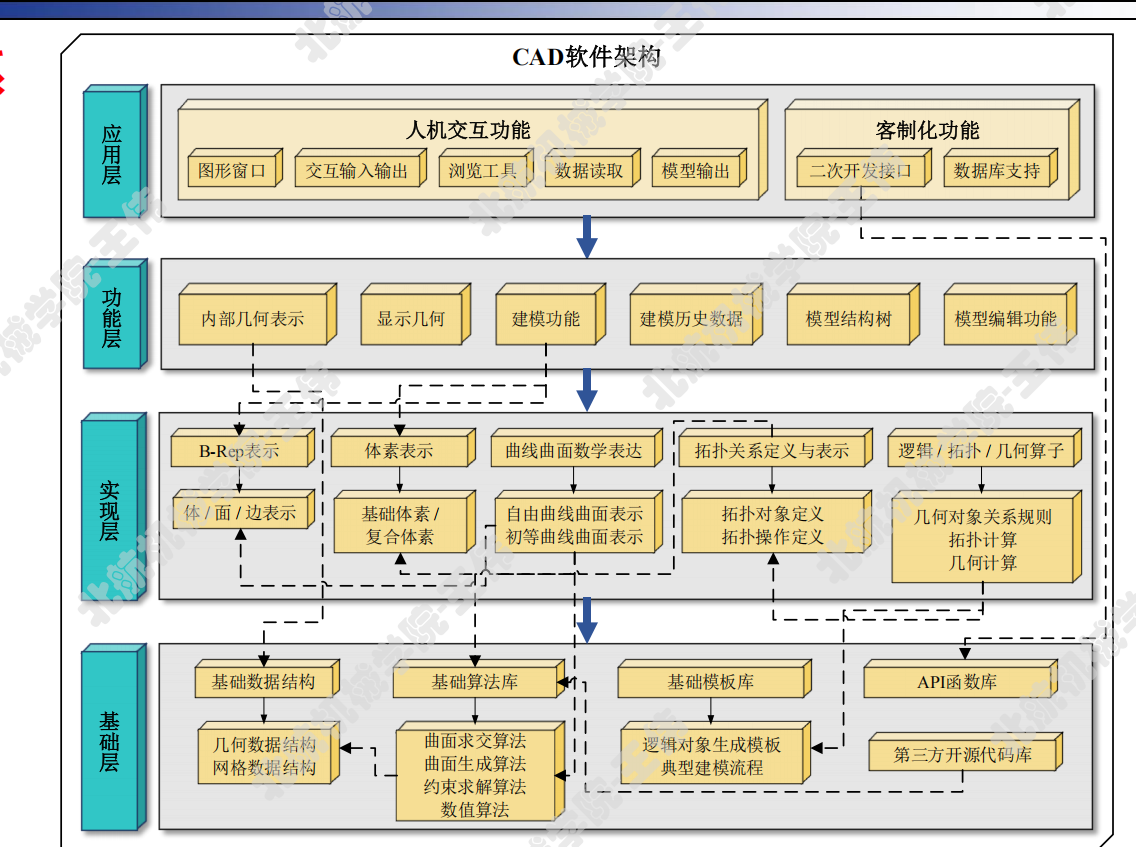 CAD软件架构
应用层
人机交互功能
图形窗口
交互输入输出
浏览工具
数据读取
模型输出
客制化功能
二次开发接口
数据库支持
功能层
内部几何表示
显示几何
建模功能
建模历史数据
模型结构树
模型编辑功能
实现层
B-Rep表示
体素表示
曲线曲面数学表达
拓扑关系定义与表示
逻辑 / 拓扑 / 几何算子
体 / 面 / 边表示
基础体素 /
复合体素
自由曲线曲面表示
初等曲线曲面表示
拓扑对象定义
拓扑操作定义
几何对象关系规则
拓扑计算
几何计算
基础层
基础数据结构
基础算法库
基础模板库
API函数库
几何数据结构
网格数据结构
曲面求交算法
曲面生成算法
约束求解算法
数值算法
逻辑对象生成模板
典型建模流程
第三方开源代码库
北航机械学院-王伟